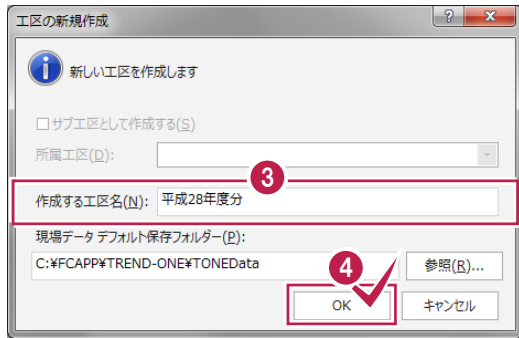 工区の新規作成
?
新しい工区を作成します
サブ工区として作成する(S)
所属工区(D):
3
作成する工区名(N): 平成28年度分
現場データ デフォルト保存フォルダー(P):
C:¥FCAPP¥TREND-ONE¥TONEData 参照(R)...
4
OK キャンセル